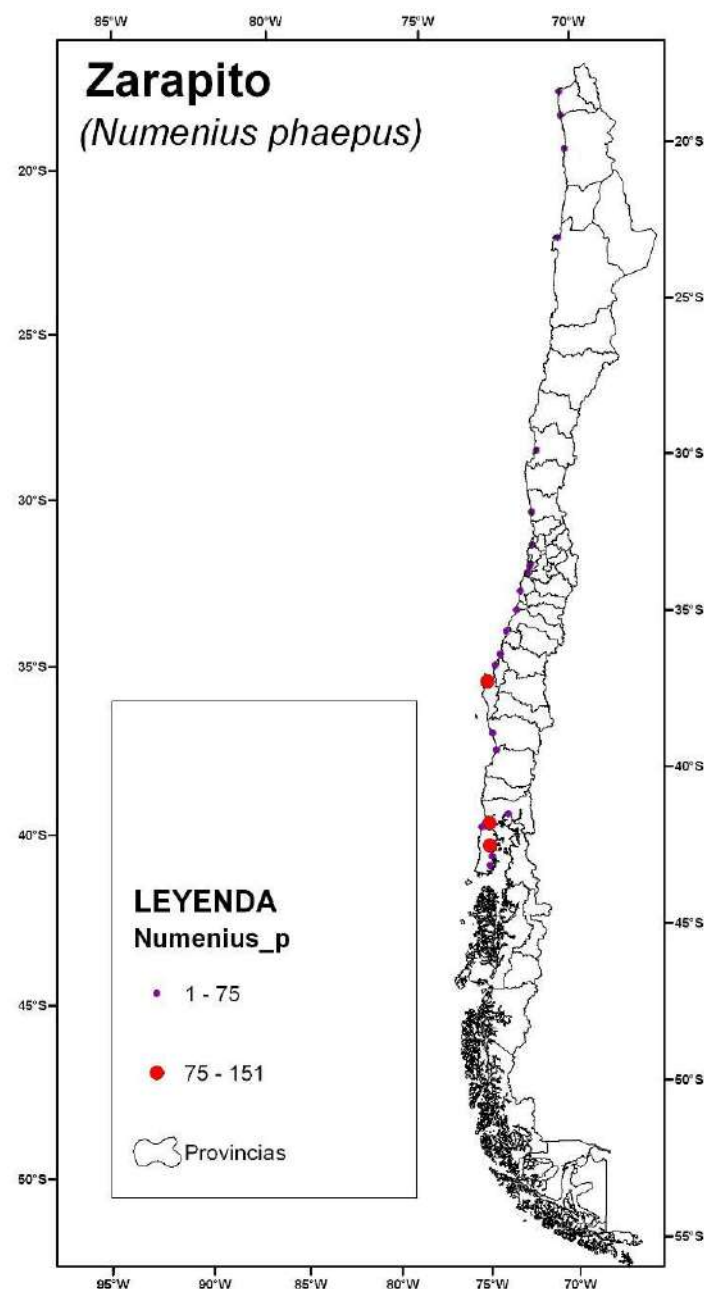 85°W 80°W 75°W 70°W
Zarapito
(Numenius phaepus)
20°S
20°S
25°S
25°S
30°S
30°S
35°S
35°S
40°S
40°S
LEYENDA
Numenius_p
45°S
1 - 75
45°S
75 - 151
50°S
Provincias
50°S
55°S
95°W 90°W 85°W 80°W 75°W 70°W